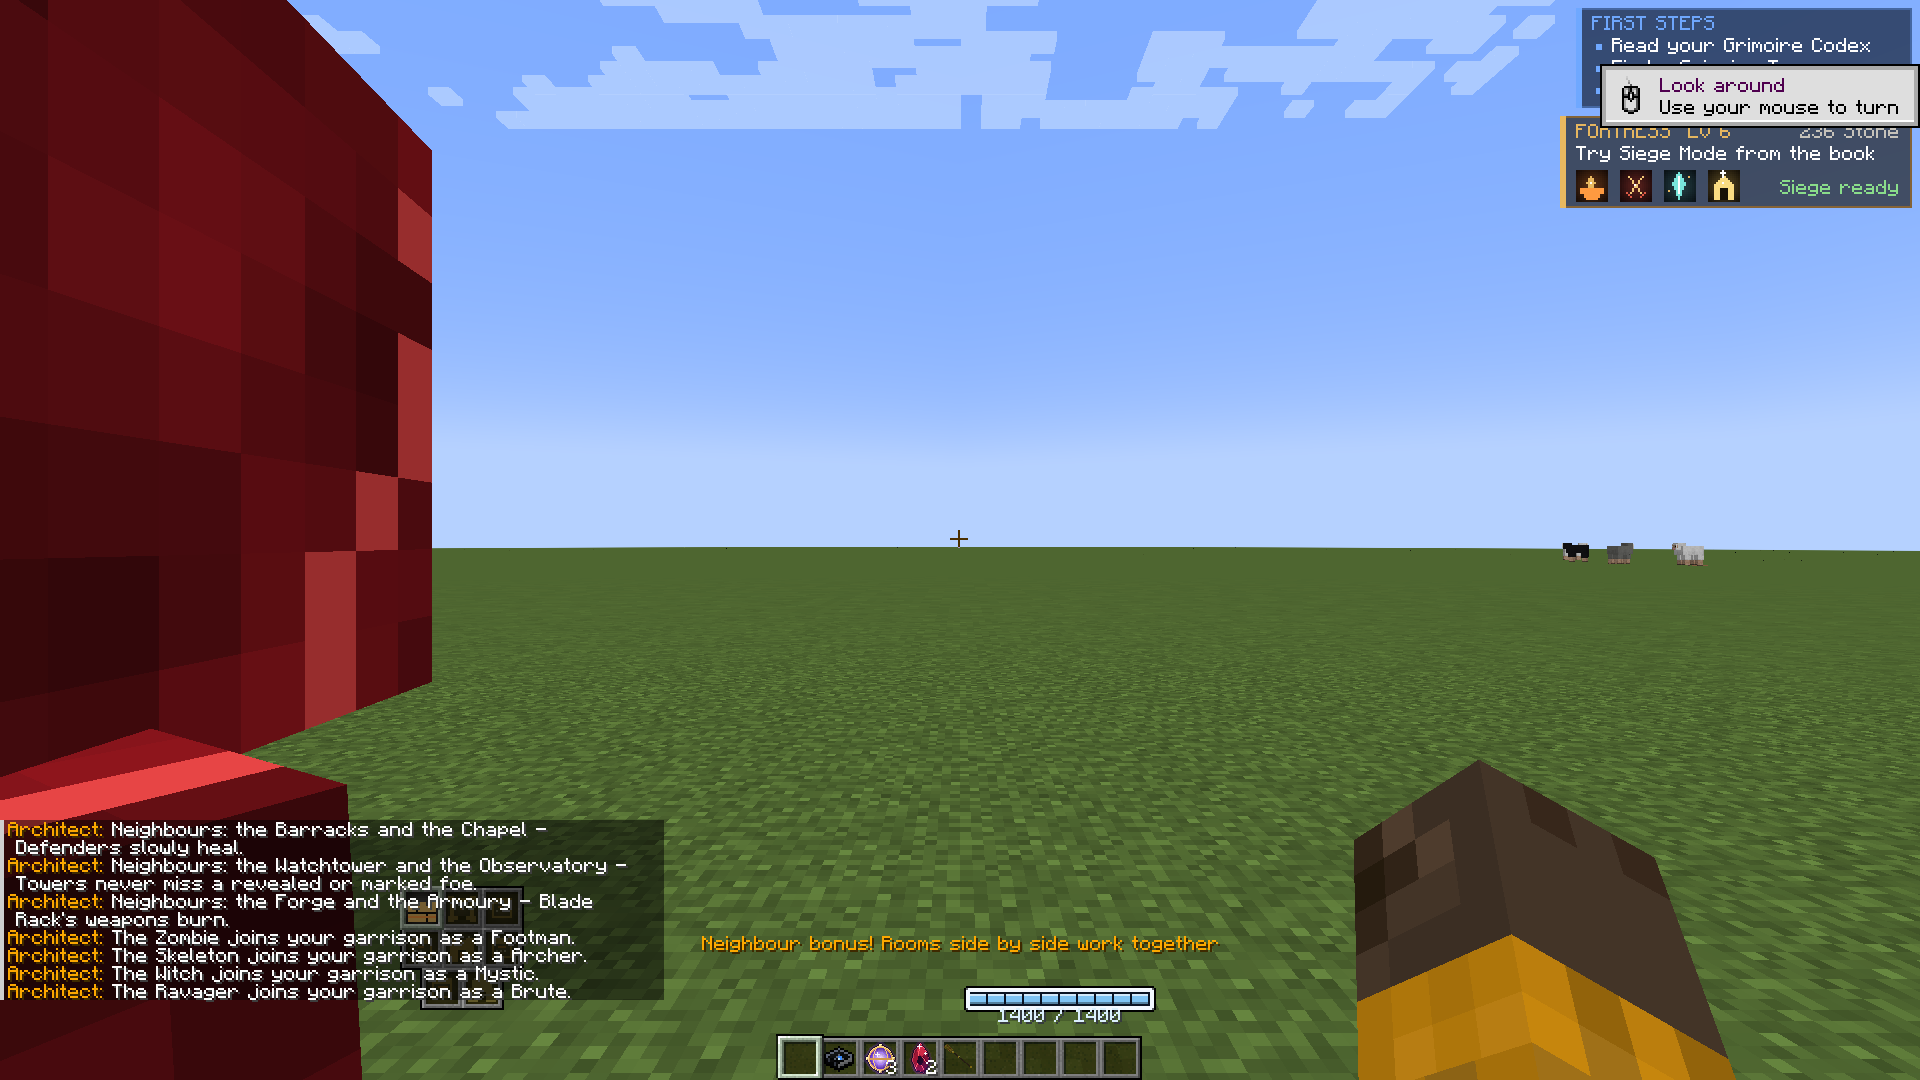 FIRST STEPS
Read your Grimoire Codex
Look around
Use your mouse to turn
FORTRESS LV 6
236 Stone
Try Siege Mode from the book
Siege ready
Architect: Neighbours: the Barracks and the Chapel -
Defenders slowly heal.
Architect: Neighbours: the Watchtower and the Observatory -
Towers never miss a revealed or marked foe.
Architect: Neighbours: the Forge and the Armoury - Blade
Rack's weapons burn.
Architect: The Zombie joins your garrison as a Footman.
Architect: The Skeleton joins your garrison as a Archer.
Architect: The Witch joins your garrison as a Mystic.
Architect: The Ravager joins your garrison as a Brute.
Neighbour bonus! Rooms side by side work together
1400 / 1400
3
2